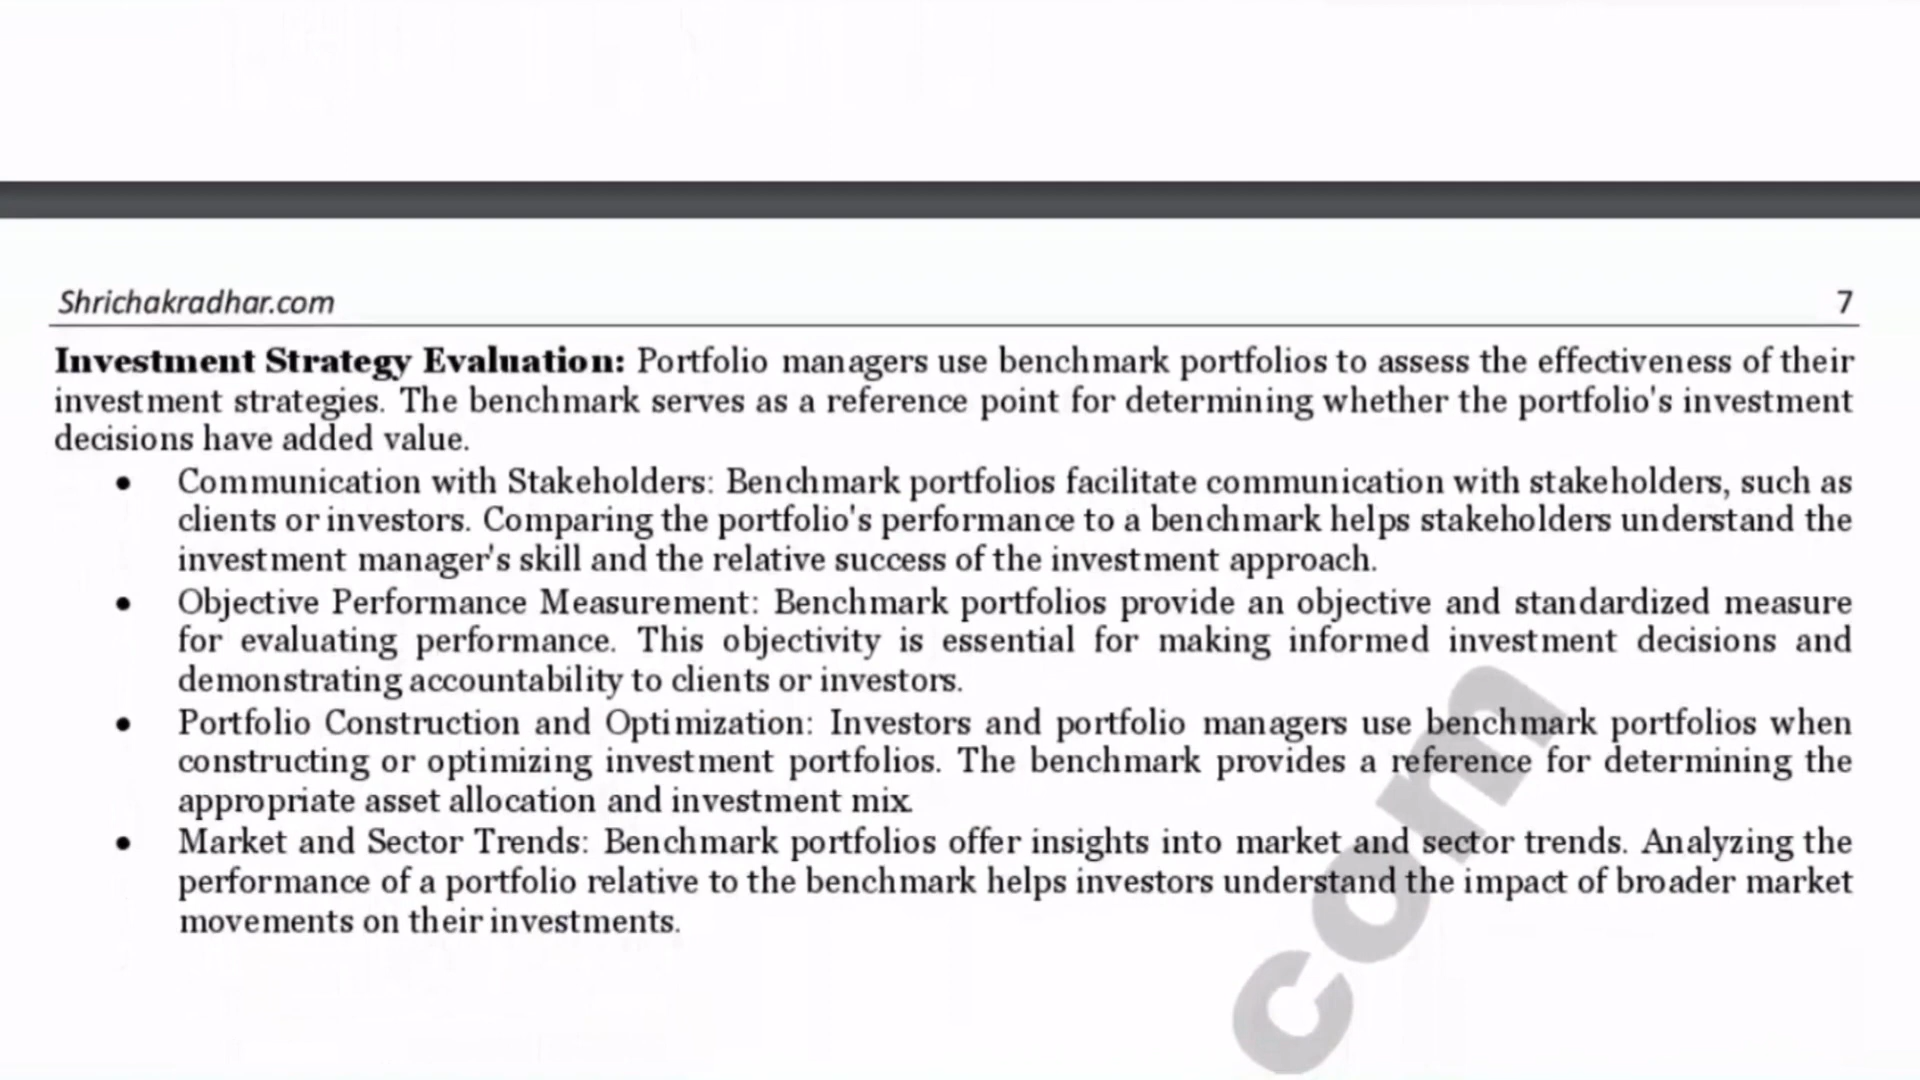 Shrichakradhar.com 7
Investment Strategy Evaluation: Portfolio managers use benchmark portfolios to assess the effectiveness of their
investment strategies. The benchmark serves as a reference point for determining whether the portfolio's investment
decisions have added value.
• Communication with Stakeholders: Benchmark portfolios facilitate communication with stakeholders, such as
clients or investors. Comparing the portfolio's performance to a benchmark helps stakeholders understand the
investment manager's skill and the relative success of the investment approach.
• Objective Performance Measurement: Benchmark portfolios provide an objective and standardized measure
for evaluating performance. This objectivity is essential for making informed investment decisions and
demonstrating accountability to clients or investors.
• Portfolio Construction and Optimization: Investors and portfolio managers use benchmark portfolios when
constructing or optimizing investment portfolios. The benchmark provides a reference for determining the
appropriate asset allocation and investment mix.
• Market and Sector Trends: Benchmark portfolios offer insights into market and sector trends. Analyzing the
performance of a portfolio relative to the benchmark helps investors understand the impact of broader market
movements on their investments.
com